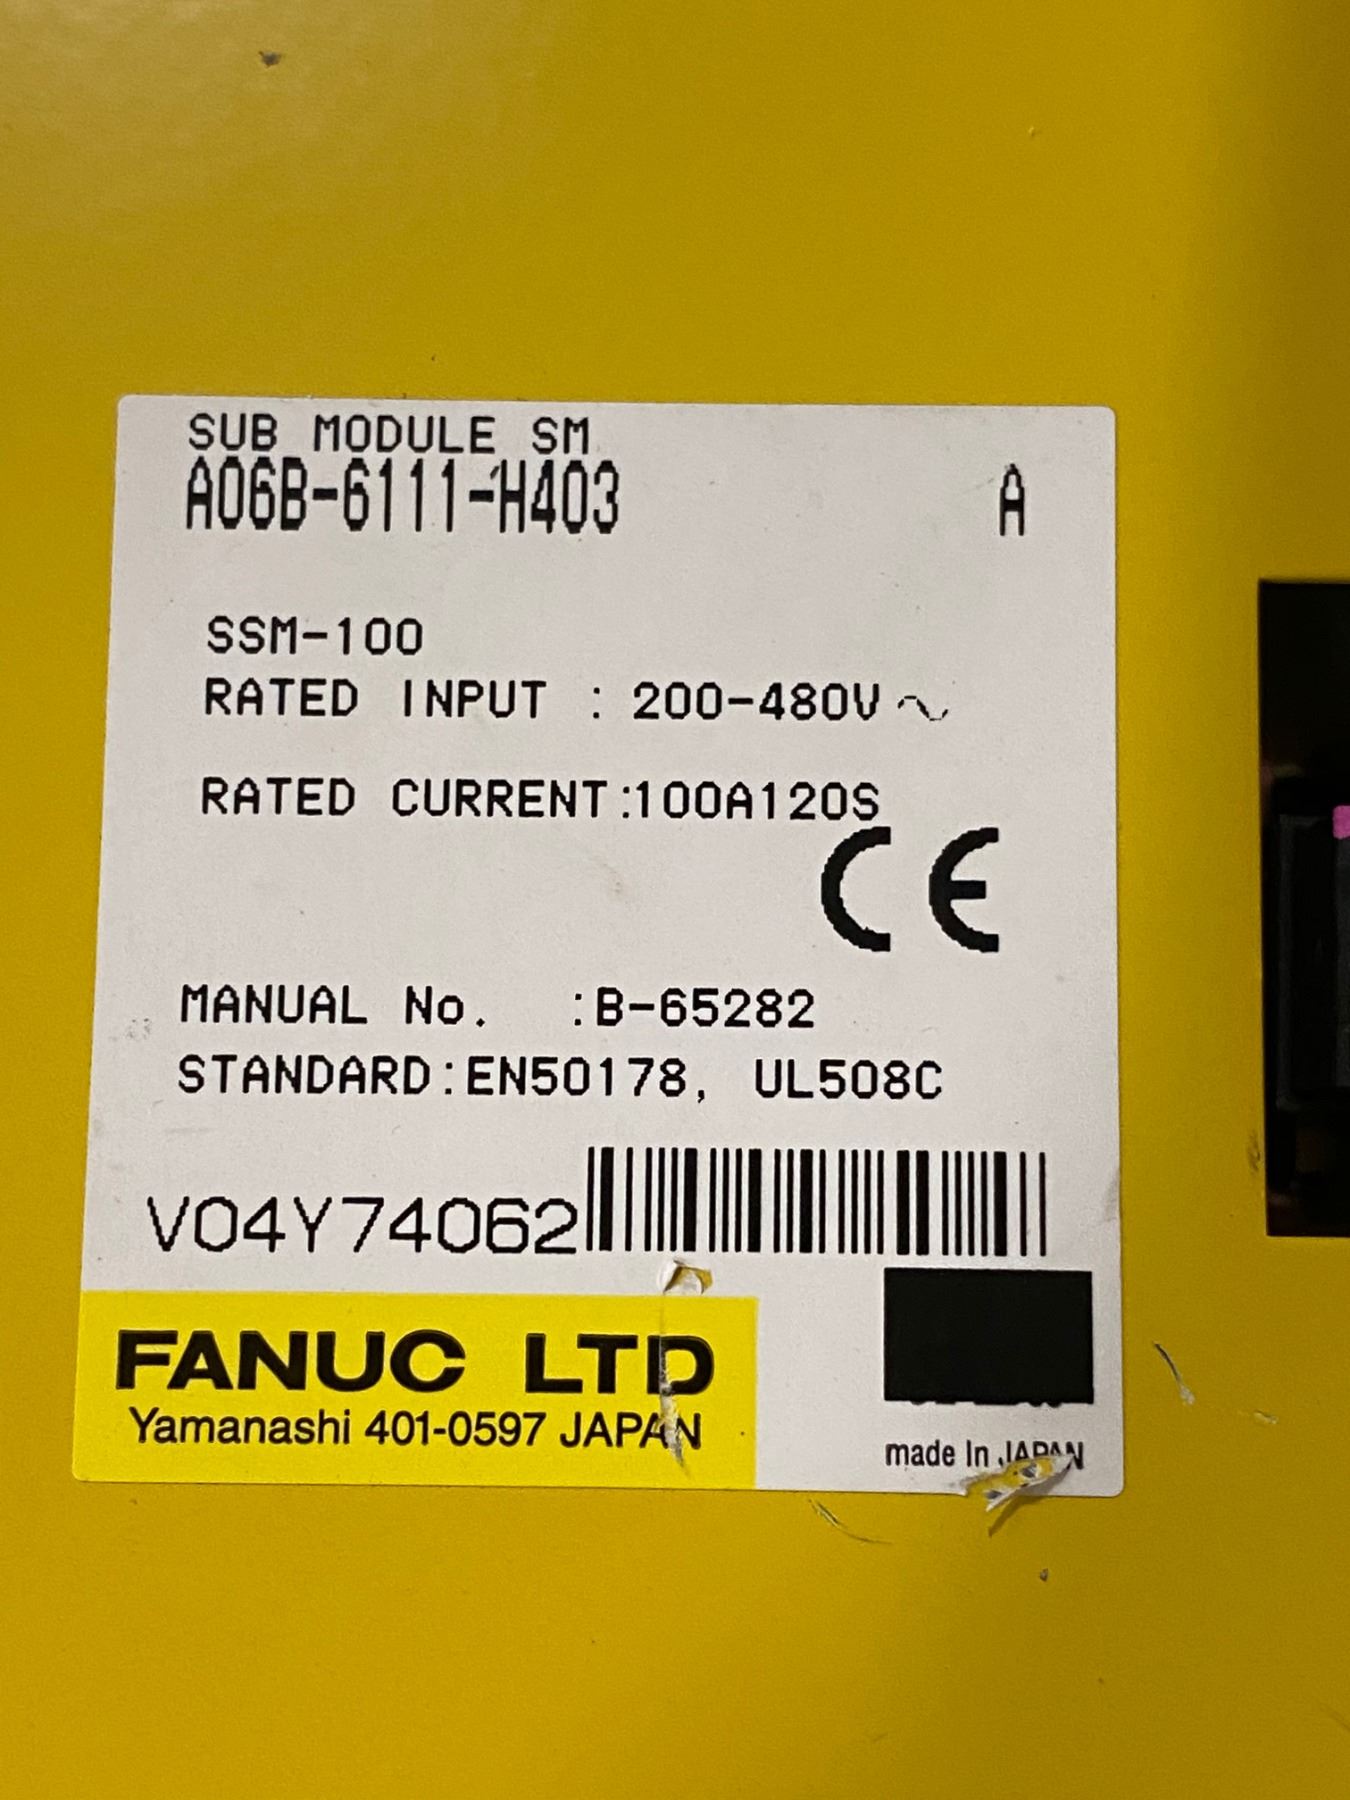 SUB MODULE SM
A06B-6111-H403 A
SSM-100
RATED INPUT : 200-480V~
RATED CURRENT:100A120S
CE
MANUAL No. :B-65282
STANDARD:EN50178, UL508C
V04Y74062
FANUC LTD
Yamanashi 401-0597 JAPAN
made In JAPAN